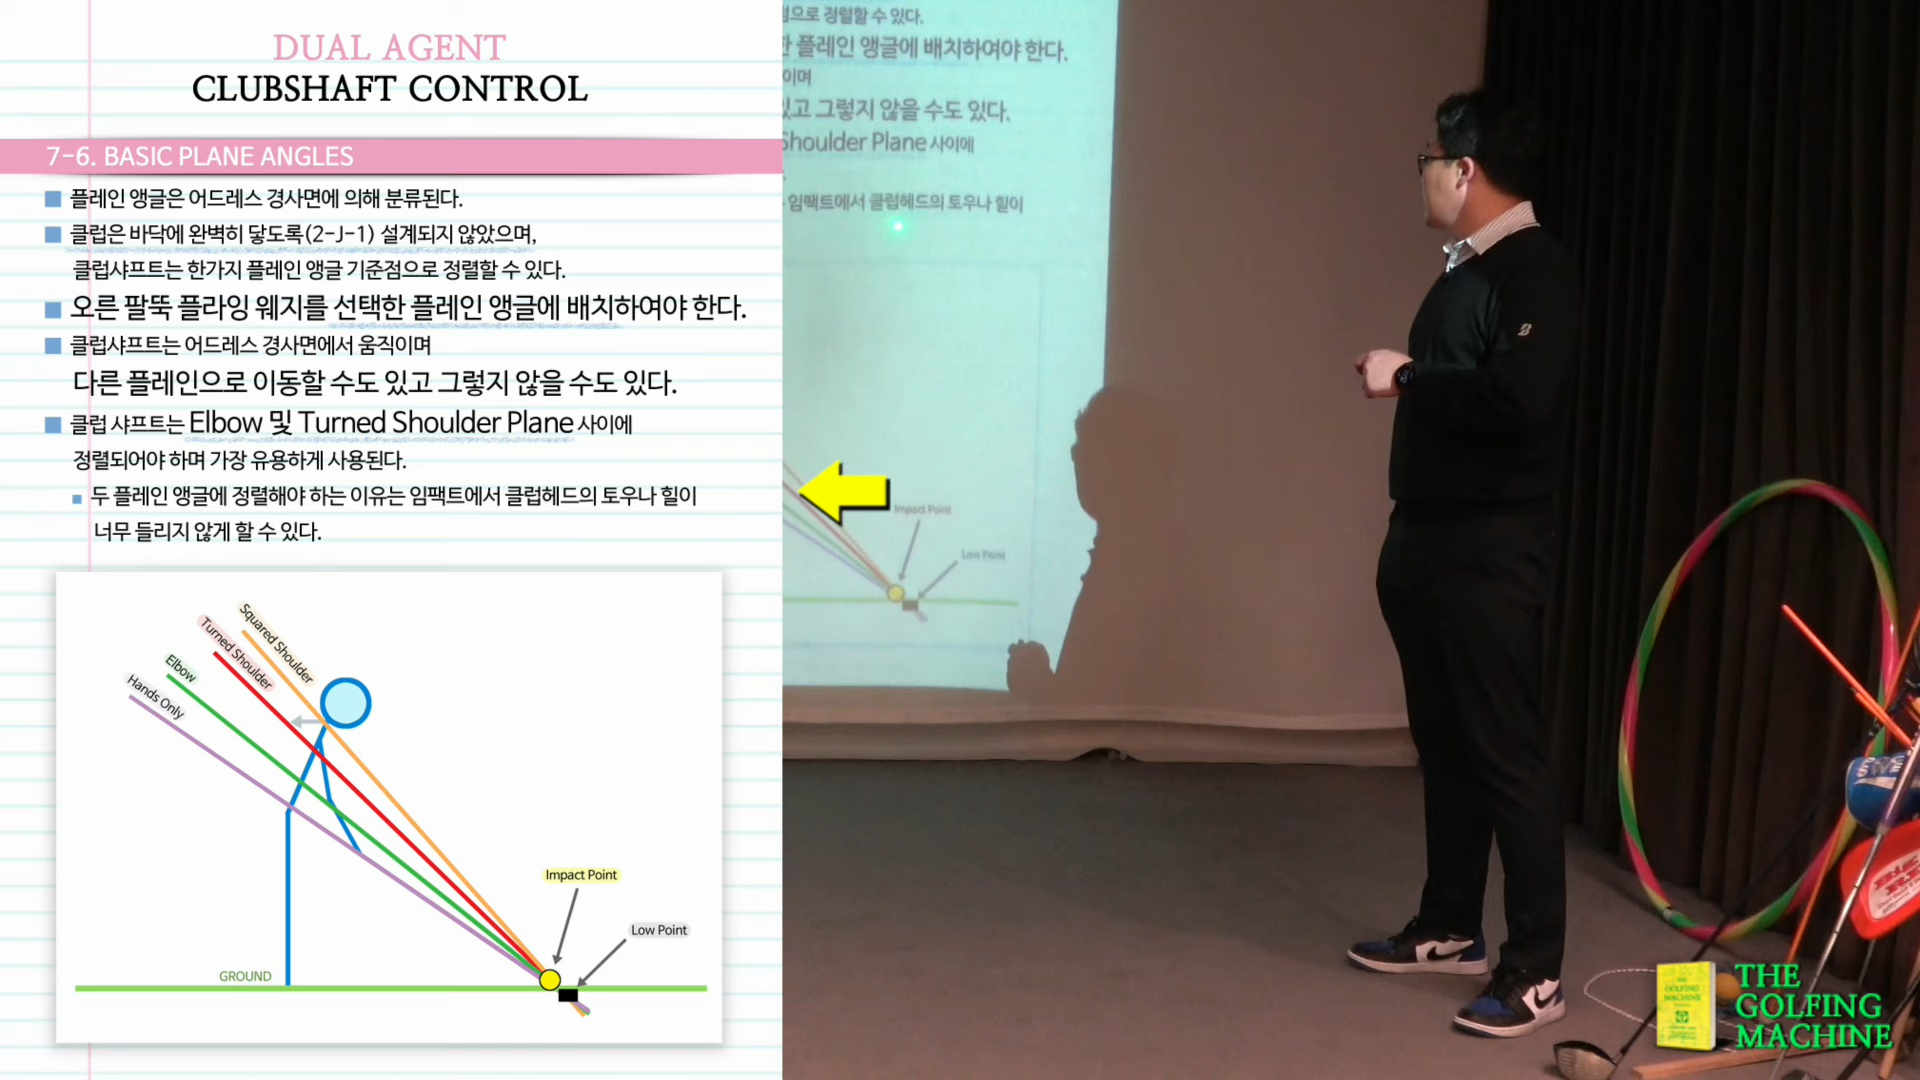 DUAL AGENT
CLUBSHAFT CONTROL
7-6. BASIC PLANE ANGLES
플레인 앵글은 어드레스 경사면에 의해 분류된다.
클럽은 바닥에 완벽히 닿도록(2-J-1) 설계되지 않았으며,
클럽샤프트는 한가지 플레인 앵글 기준점으로 정렬할 수 있다.
오른 팔뚝 플라잉 웨지를 선택한 플레인 앵글에 배치하여야 한다.
클럽샤프트는 어드레스 경사면에서 움직이며
다른 플레인으로 이동할 수도 있고 그렇지 않을 수도 있다.
클럽 샤프트는 Elbow 및 Turned Shoulder Plane 사이에
정렬되어야 하며 가장 유용하게 사용된다.
두 플레인 앵글에 정렬해야 하는 이유는 임팩트에서 클럽헤드의 토우나 힐이
너무 들리지 않게 할 수 있다.
Squared Shoulder
Turned Shoulder
Elbow
Hands Only
Impact Point
Low Point
GROUND
점으로 정렬할 수 있다.
한 플레인 앵글에 배치하여야 한다.
이며
있고 그렇지 않을 수도 있다.
Shoulder Plane 사이에
임팩트에서 클럽헤드의 토우나 힐이
Impact Point
Low Point
THE
GOLFING
MACHINE